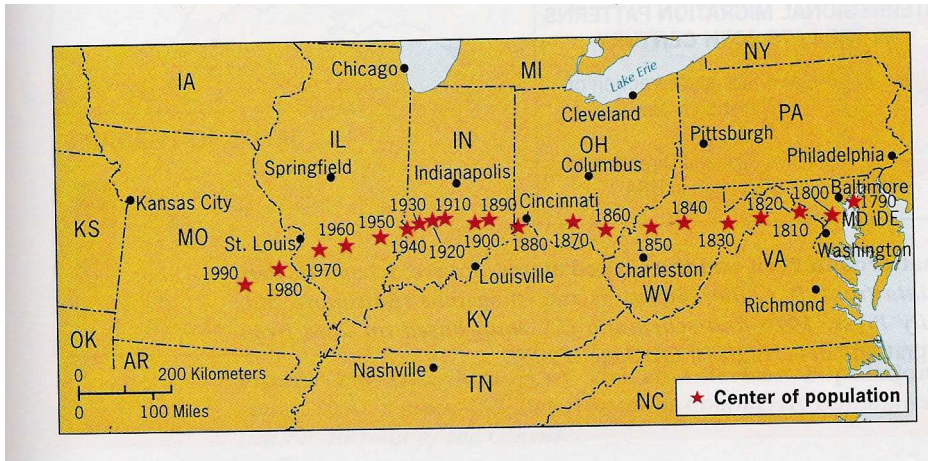 TERREGIONAL MIGRATION PATTERNS
NY
MI
Lake Erie
Chicago
IA
Cleveland
PA
Pittsburgh
IL
IN
OH
Philadelphia
Springfield
Indianapolis
Columbus
Kansas City
KS
MO
St. Louis
1990
1980
1970
1960
1950
1940
1930
1920
1910
1900
1890
Cincinnati
1880
1870
1860
1850
1840
1830
1820
1810
1800
Baltimore
1790
MD
DE
Washington
Louisville
Charleston
VA
WV
KY
Richmond
OK
AR
Nashville
TN
NC
0 200 Kilometers
0 100 Miles
★ Center of population